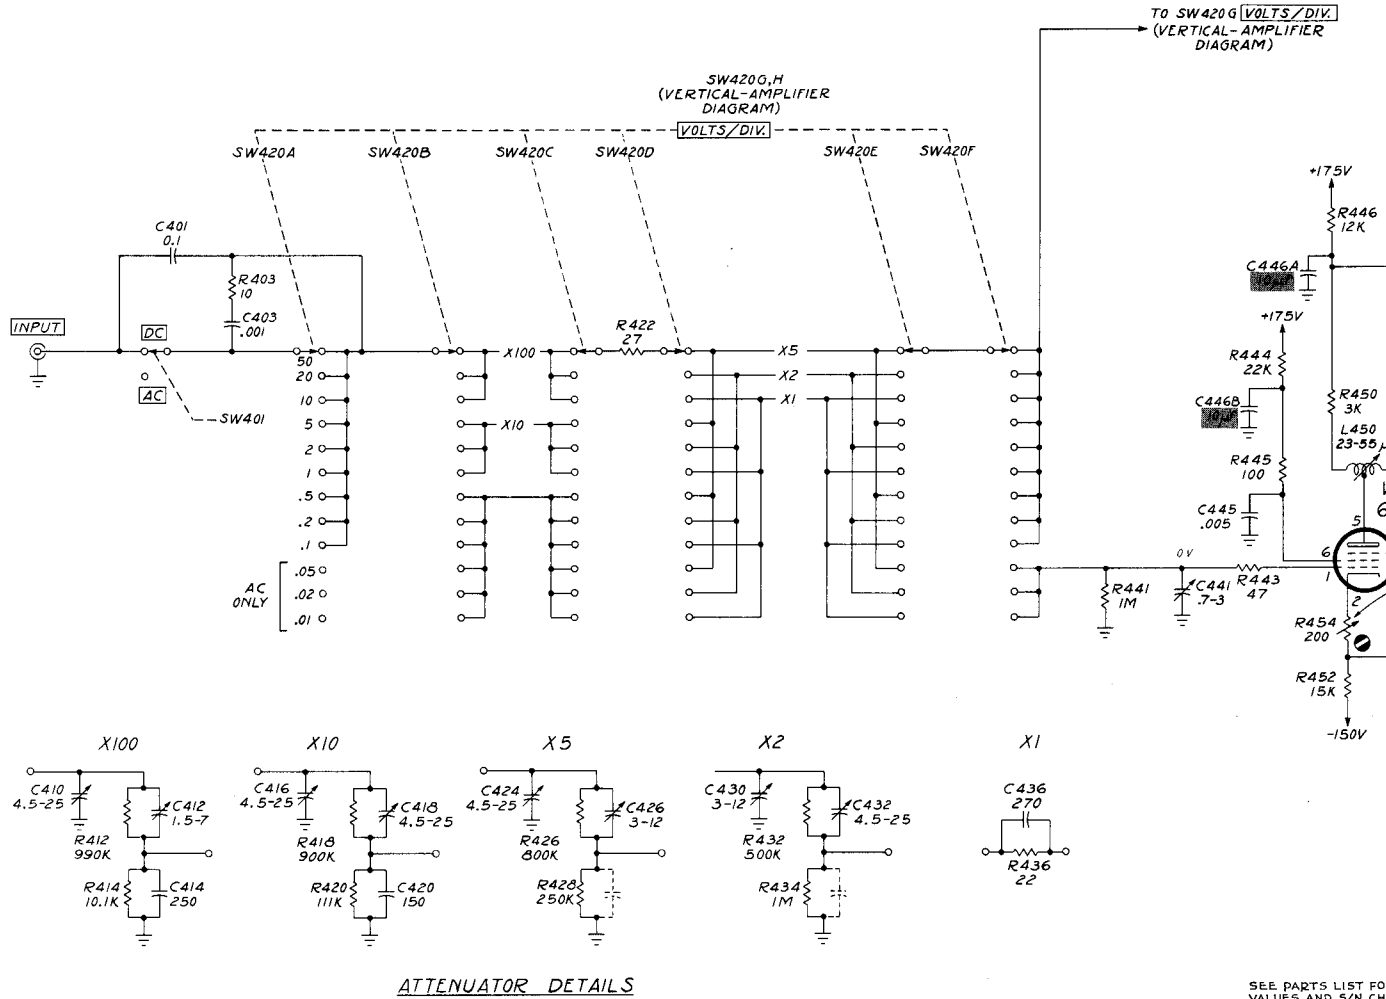 TO SW420G VOLTS/DIV.
(VERTICAL-AMPLIFIER
DIAGRAM)
SW420G,H
(VERTICAL-AMPLIFIER
DIAGRAM)
VOLTS/DIV.
SW420A
SW420B
SW420C
SW420D
SW420E
SW420F
+175V
R446
12K
C401
0.1
R403
10
C403
.001
C446A
10µF
INPUT
DC
AC
SW401
50
20
10
5
2
1
.5
.2
.1
.05
.02
.01
AC
ONLY
X100
X10
R422
27
X5
X2
X1
+175V
R444
22K
C446B
10µF
R450
3K
L450
23-55
R445
100
C445
.005
5
6
1
2
0V
R441
1M
C441
.7-3
R443
47
R454
200
R452
15K
-150V
X100
C410
4.5-25
C412
1.5-7
R412
990K
R414
10.1K
C414
250
X10
C416
4.5-25
C418
4.5-25
R418
900K
R420
111K
C420
150
X5
C424
4.5-25
C426
3-12
R426
800K
R428
250K
X2
C430
3-12
C432
4.5-25
R432
500K
R434
1M
X1
C436
270
R436
22
ATTENUATOR DETAILS
SEE PARTS LIST FO
VALUES AND S/N CH